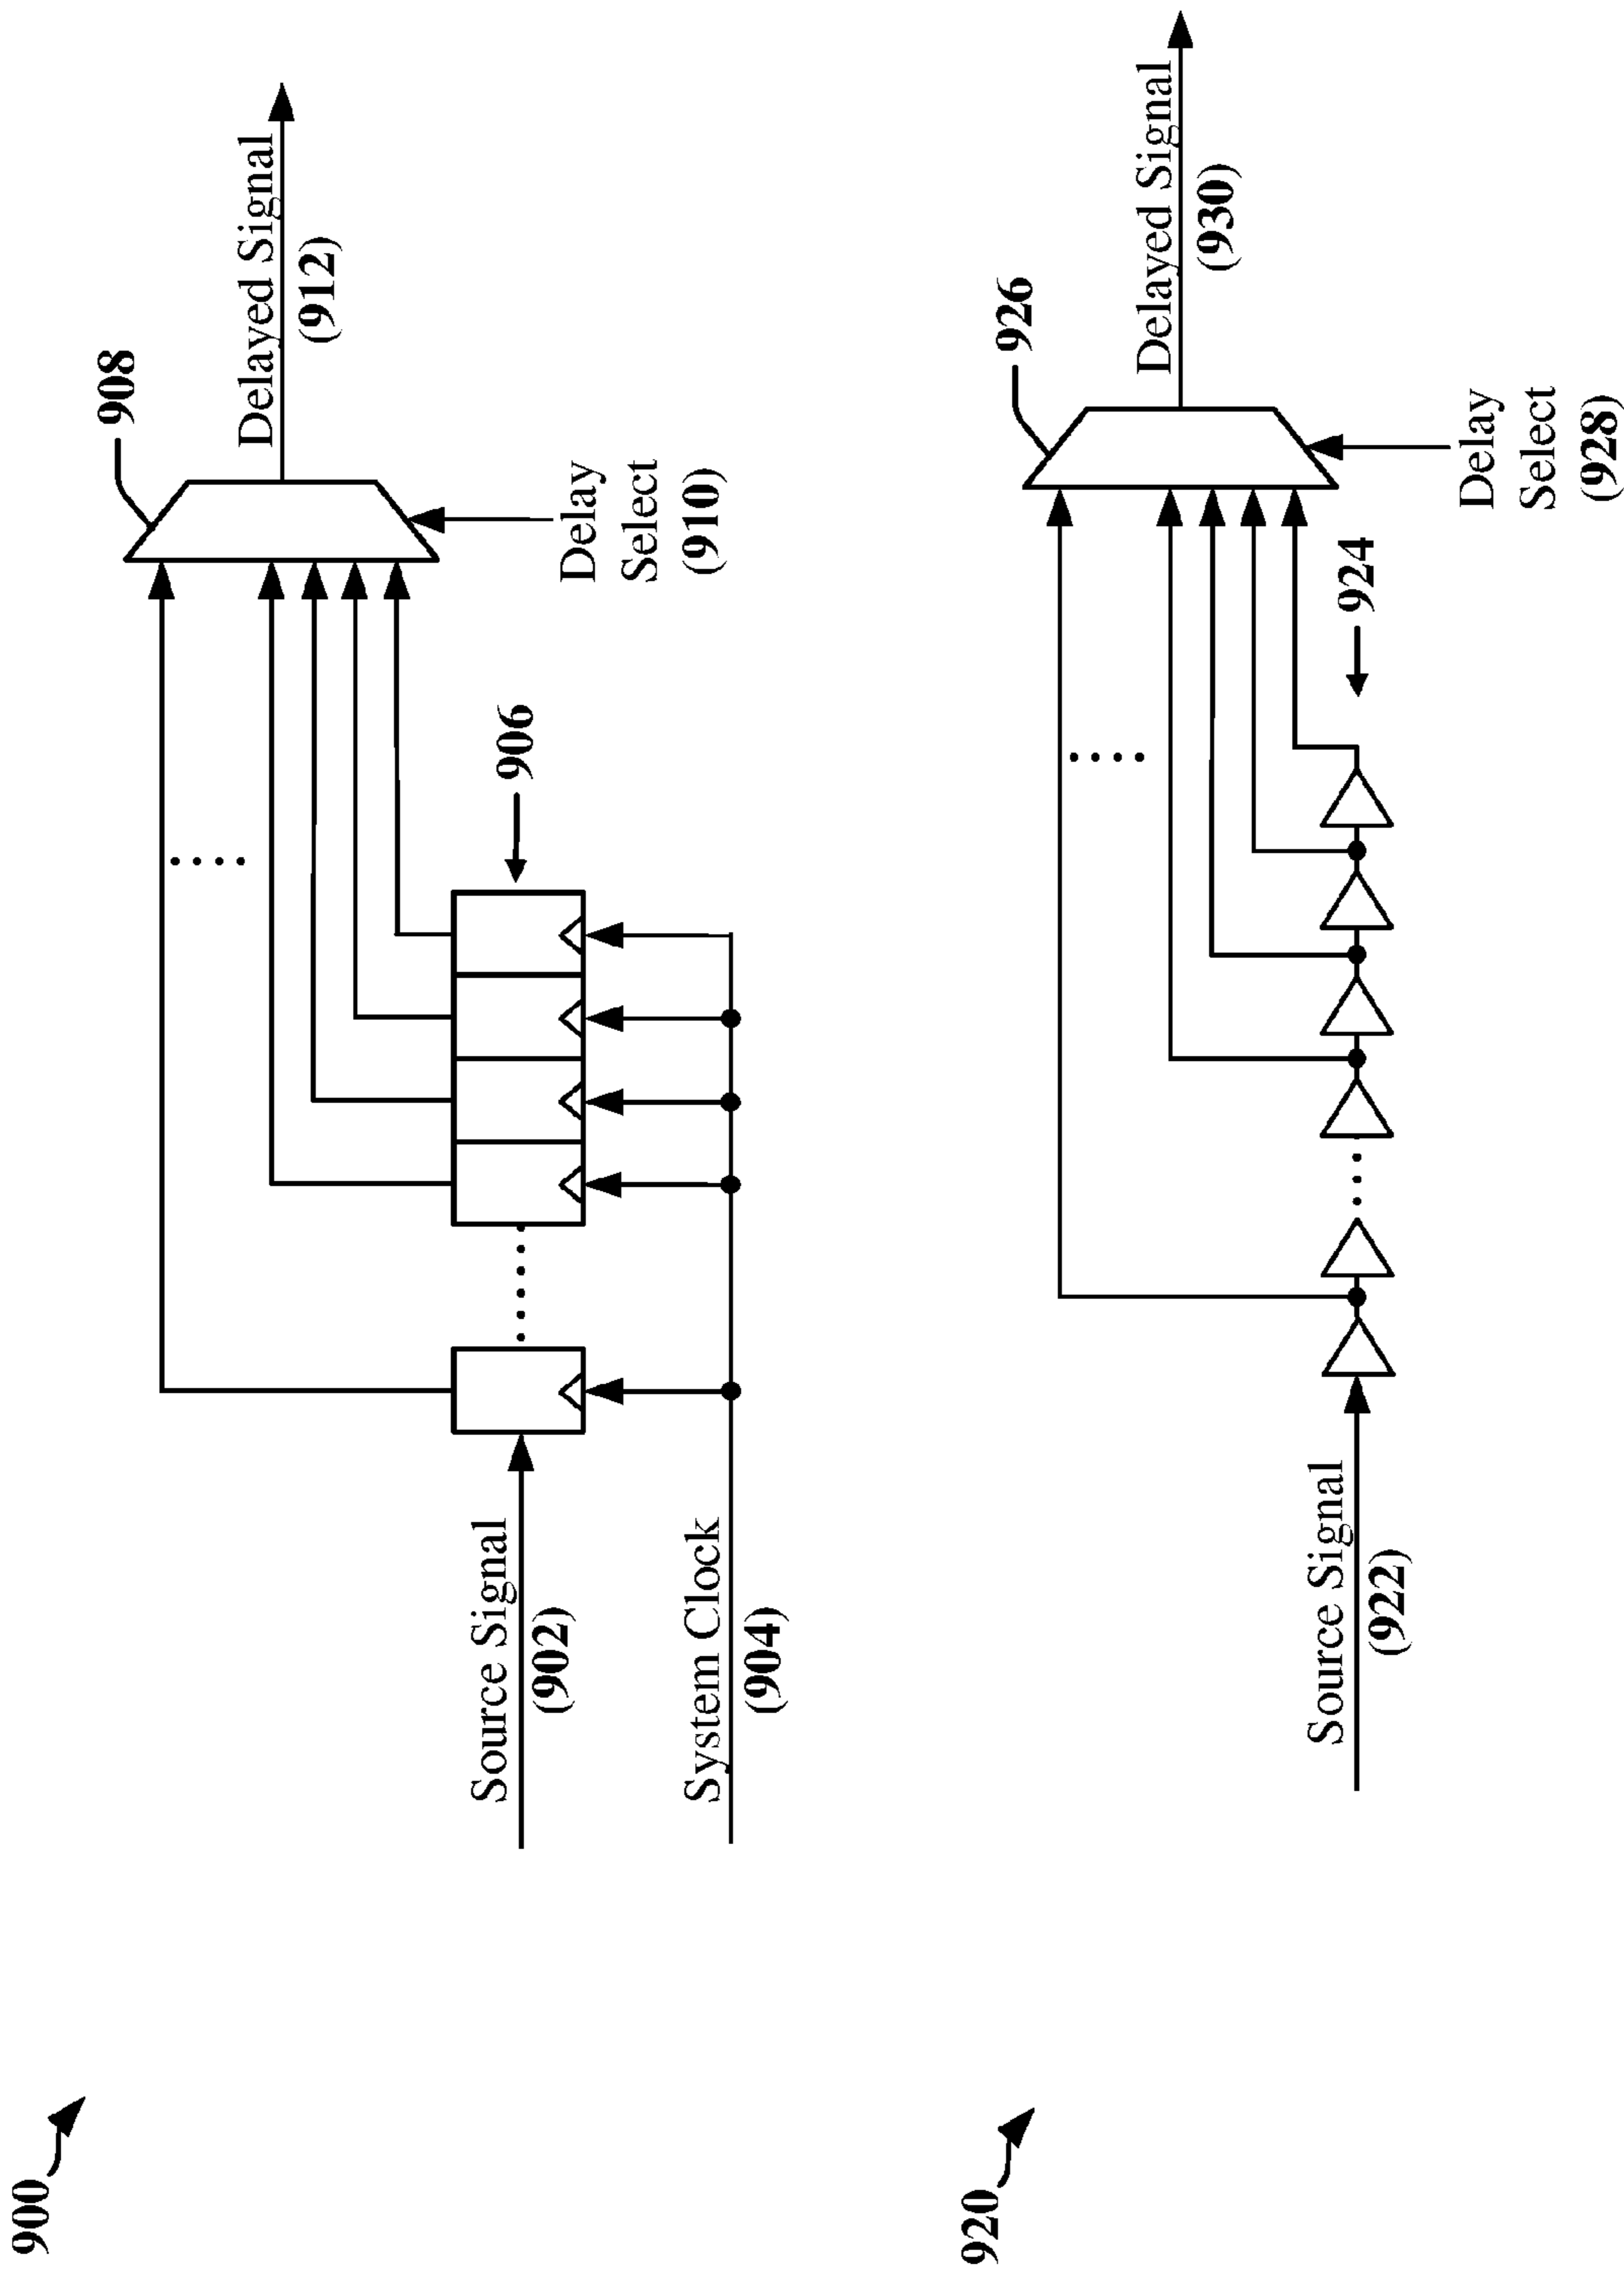 900
908
Delayed Signal
(912)
906
Delay
Select
(910)
Source Signal
(902)
System Clock
(904)
920
926
Delayed Signal
(930)
924
Delay
Select
(928)
Source Signal
(922)